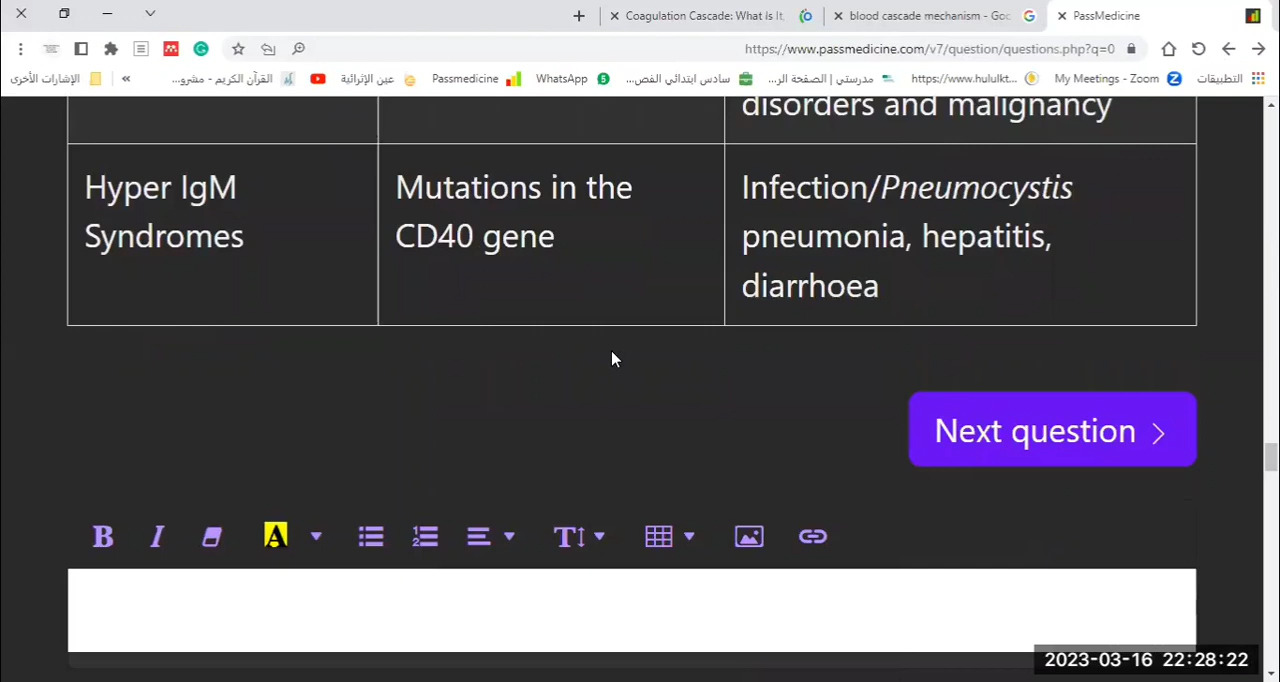 Coagulation Cascade: What is It,
blood cascade mechanism - Goo
PassMedicine
https://www.passmedicine.com/v7/question/questions.php?q=0
الإشارات الأخرى
»
القرآن الكريم - مشرو...
عين الإثرائية
Passmedicine
WhatsApp
سادس ابتدائي الفص...
مدرستي | الصفحة الر...
https://www.hululkt...
My Meetings - Zoom
التطبيقات
disorders and malignancy
Hyper IgM
Syndromes
Mutations in the
CD40 gene
Infection/Pneumocystis
pneumonia, hepatitis,
diarrhoea
Next question
B I A T
2023-03-16 22:28:22